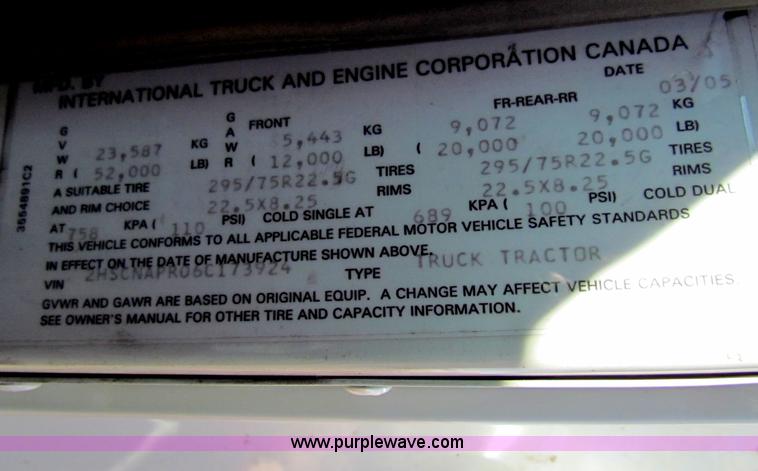 MFD. BY
INTERNATIONAL TRUCK AND ENGINE CORPORATION CANADA
DATE 03/05
G V W R
23,587 KG
( 52,000 LB)
G A W R
FRONT
5,443 KG
( 12,000 LB)
FR-REAR-RR
9,072 9,072 KG
( 20,000 20,000 LB)
A SUITABLE TIRE 295/75R22.5G TIRES 295/75R22.5G TIRES
AND RIM CHOICE 22.5X8.25 RIMS 22.5X8.25 RIMS
AT 758 KPA ( 110 PSI) COLD SINGLE AT 689 KPA ( 100 PSI) COLD DUAL
THIS VEHICLE CONFORMS TO ALL APPLICABLE FEDERAL MOTOR VEHICLE SAFETY STANDARDS
IN EFFECT ON THE DATE OF MANUFACTURE SHOWN ABOVE.
VIN 2HSCNAPR06C173924 TYPE TRUCK TRACTOR
GVWR AND GAWR ARE BASED ON ORIGINAL EQUIP. A CHANGE MAY AFFECT VEHICLE CAPACITIES.
SEE OWNER'S MANUAL FOR OTHER TIRE AND CAPACITY INFORMATION.
3554891C2
www.purplewave.com